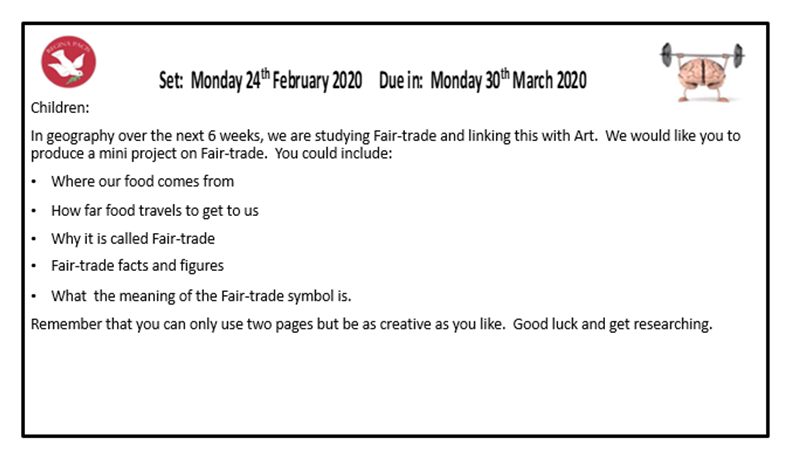 REGINA PACIS
Set: Monday 24th February 2020 Due in: Monday 30th March 2020
Children:
In geography over the next 6 weeks, we are studying Fair-trade and linking this with Art. We would like you to
produce a mini project on Fair-trade. You could include:
• Where our food comes from
• How far food travels to get to us
• Why it is called Fair-trade
• Fair-trade facts and figures
• What the meaning of the Fair-trade symbol is.
Remember that you can only use two pages but be as creative as you like. Good luck and get researching.